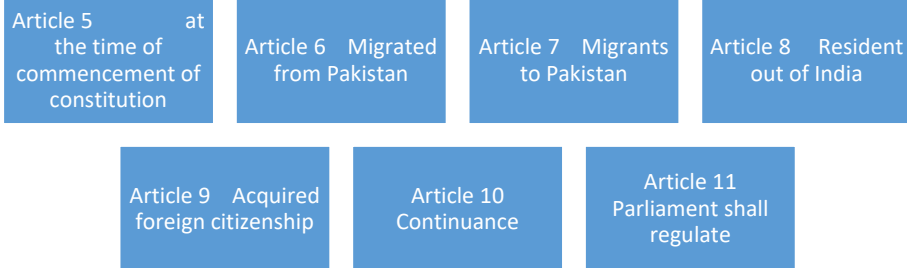 Article 5 at
the time of
commencement of
constitution
Article 6 Migrated
from Pakistan
Article 7 Migrants
to Pakistan
Article 8 Resident
out of India
Article 9 Acquired
foreign citizenship
Article 10
Continuance
Article 11
Parliament shall
regulate